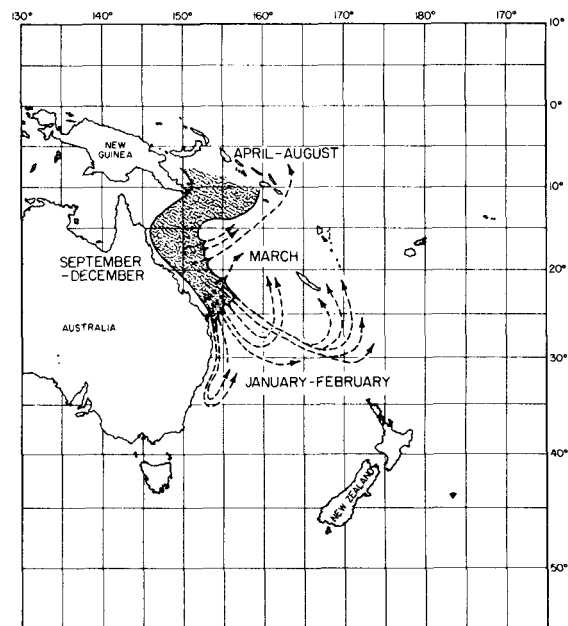 130° 140° 150° 160° 170° 170°
10°
0°
NEW
GUINEA
APRIL-AUGUST
10°
SEPTEMBER
-DECEMBER
MARCH
20°
AUSTRALIA
30°
JANUARY-FEBRUARY
NEW ZEALAND
40°
50°